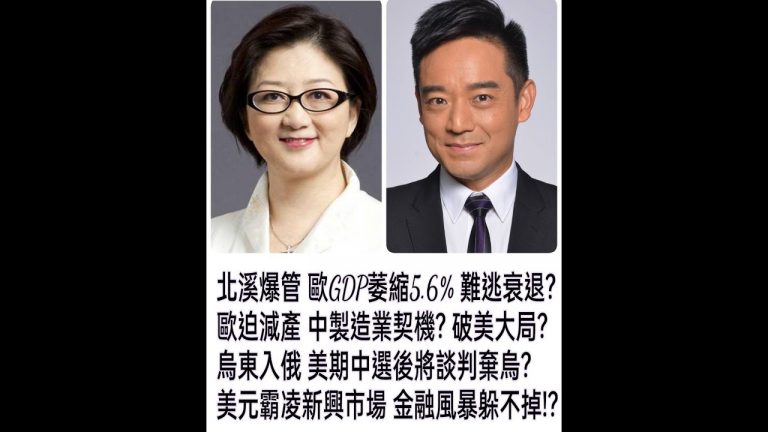 北溪爆管 歐GDP萎縮5.6% 難逃衰退?
歐迫減產 中製造業契機? 破美大局?
烏東入俄 美期中選後將談判棄烏?
美元霸凌新興市場 金融風暴躲不掉!?